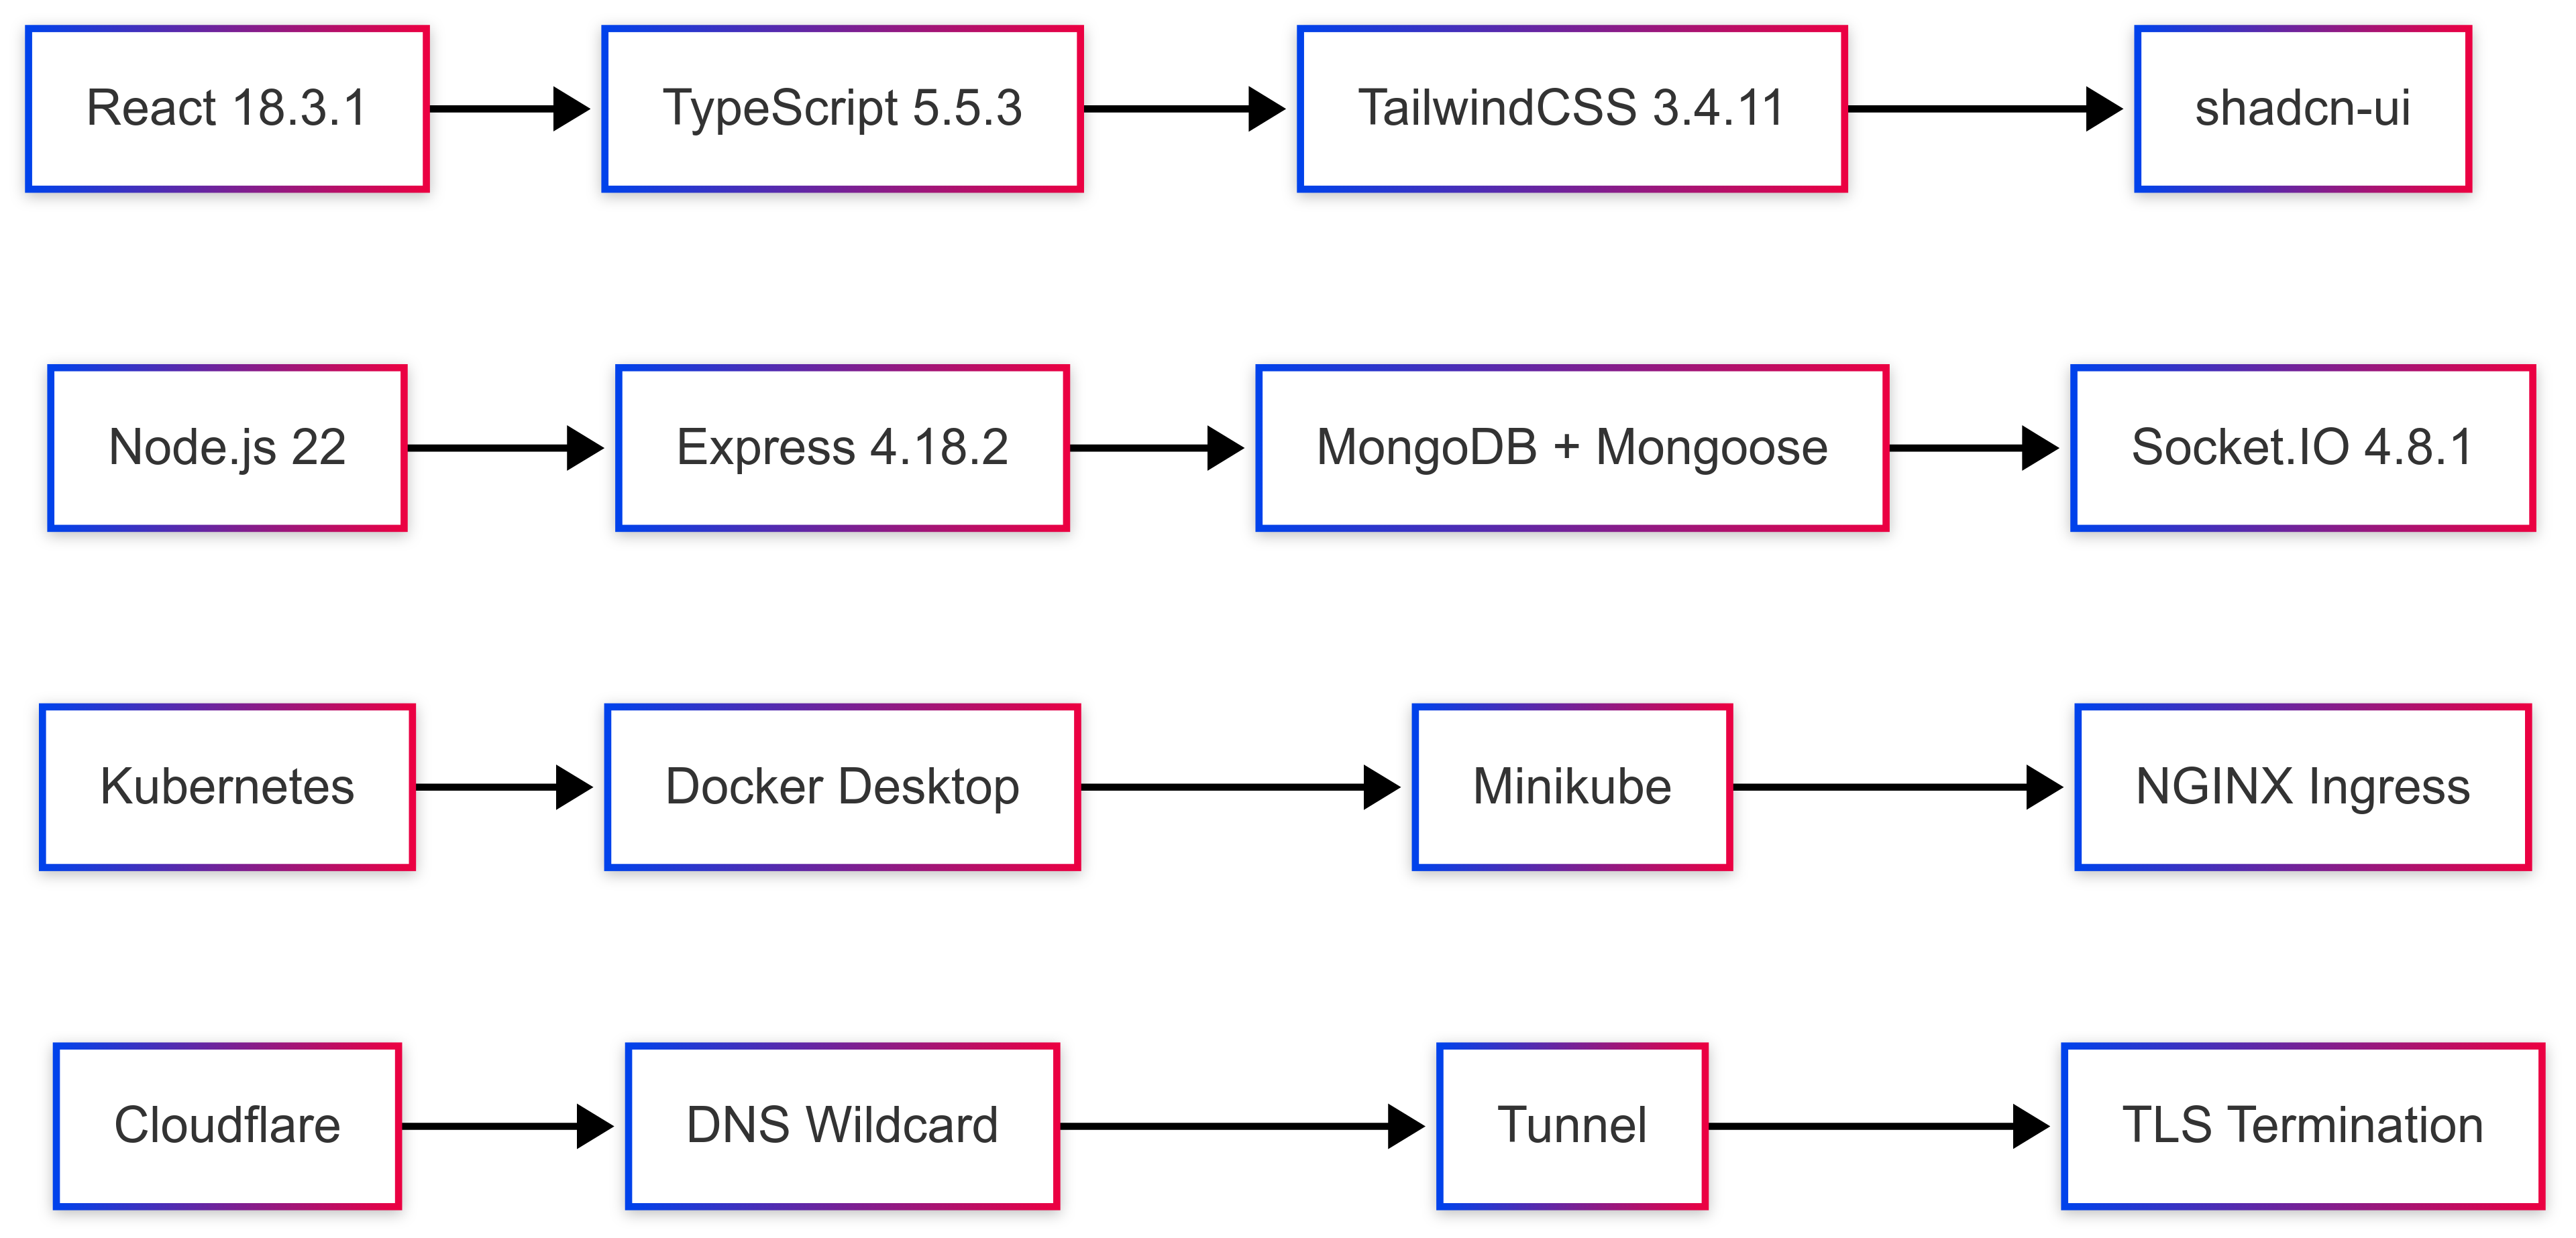 React 18.3.1
TypeScript 5.5.3
TailwindCSS 3.4.11
shadcn-ui
Node.js 22
Express 4.18.2
MongoDB + Mongoose
Socket.IO 4.8.1
Kubernetes
Docker Desktop
Minikube
NGINX Ingress
Cloudflare
DNS Wildcard
Tunnel
TLS Termination